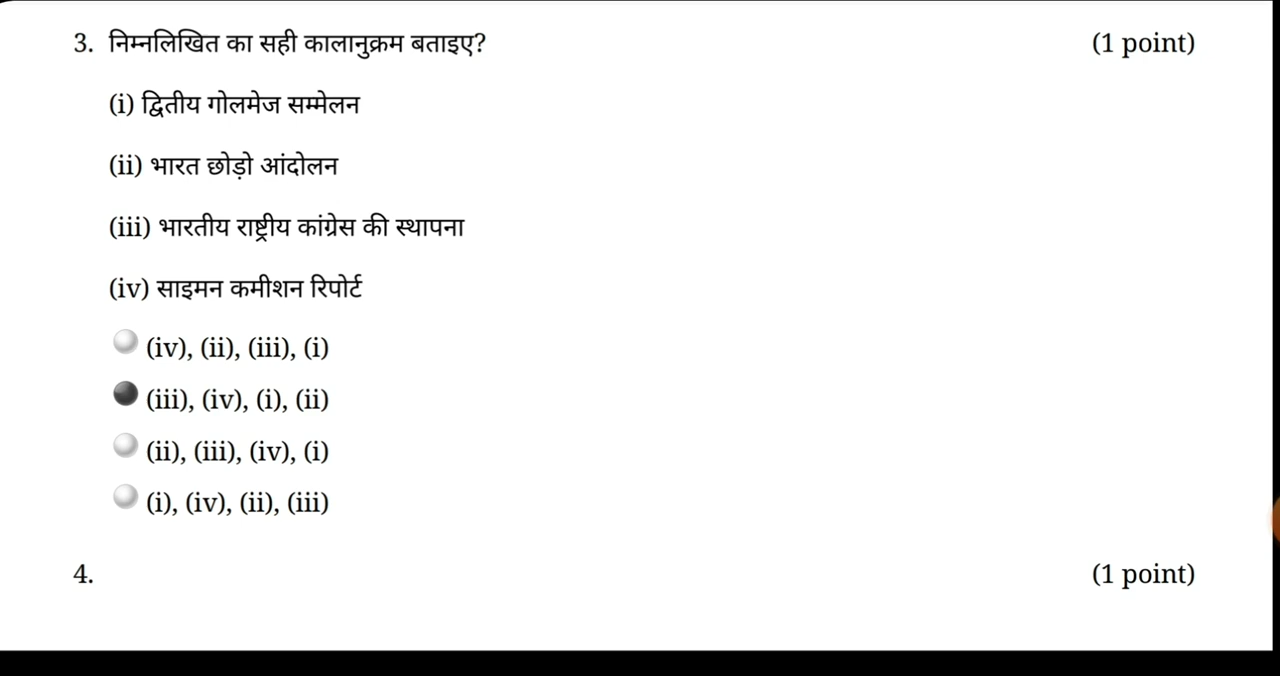 3. निम्नलिखित का सही कालानुक्रम बताइए? (1 point)
(i) द्वितीय गोलमेज सम्मेलन
(ii) भारत छोड़ो आंदोलन
(iii) भारतीय राष्ट्रीय कांग्रेस की स्थापना
(iv) साइमन कमीशन रिपोर्ट
(iv), (ii), (iii), (i)
(iii), (iv), (i), (ii)
(ii), (iii), (iv), (i)
(i), (iv), (ii), (iii)
4. (1 point)